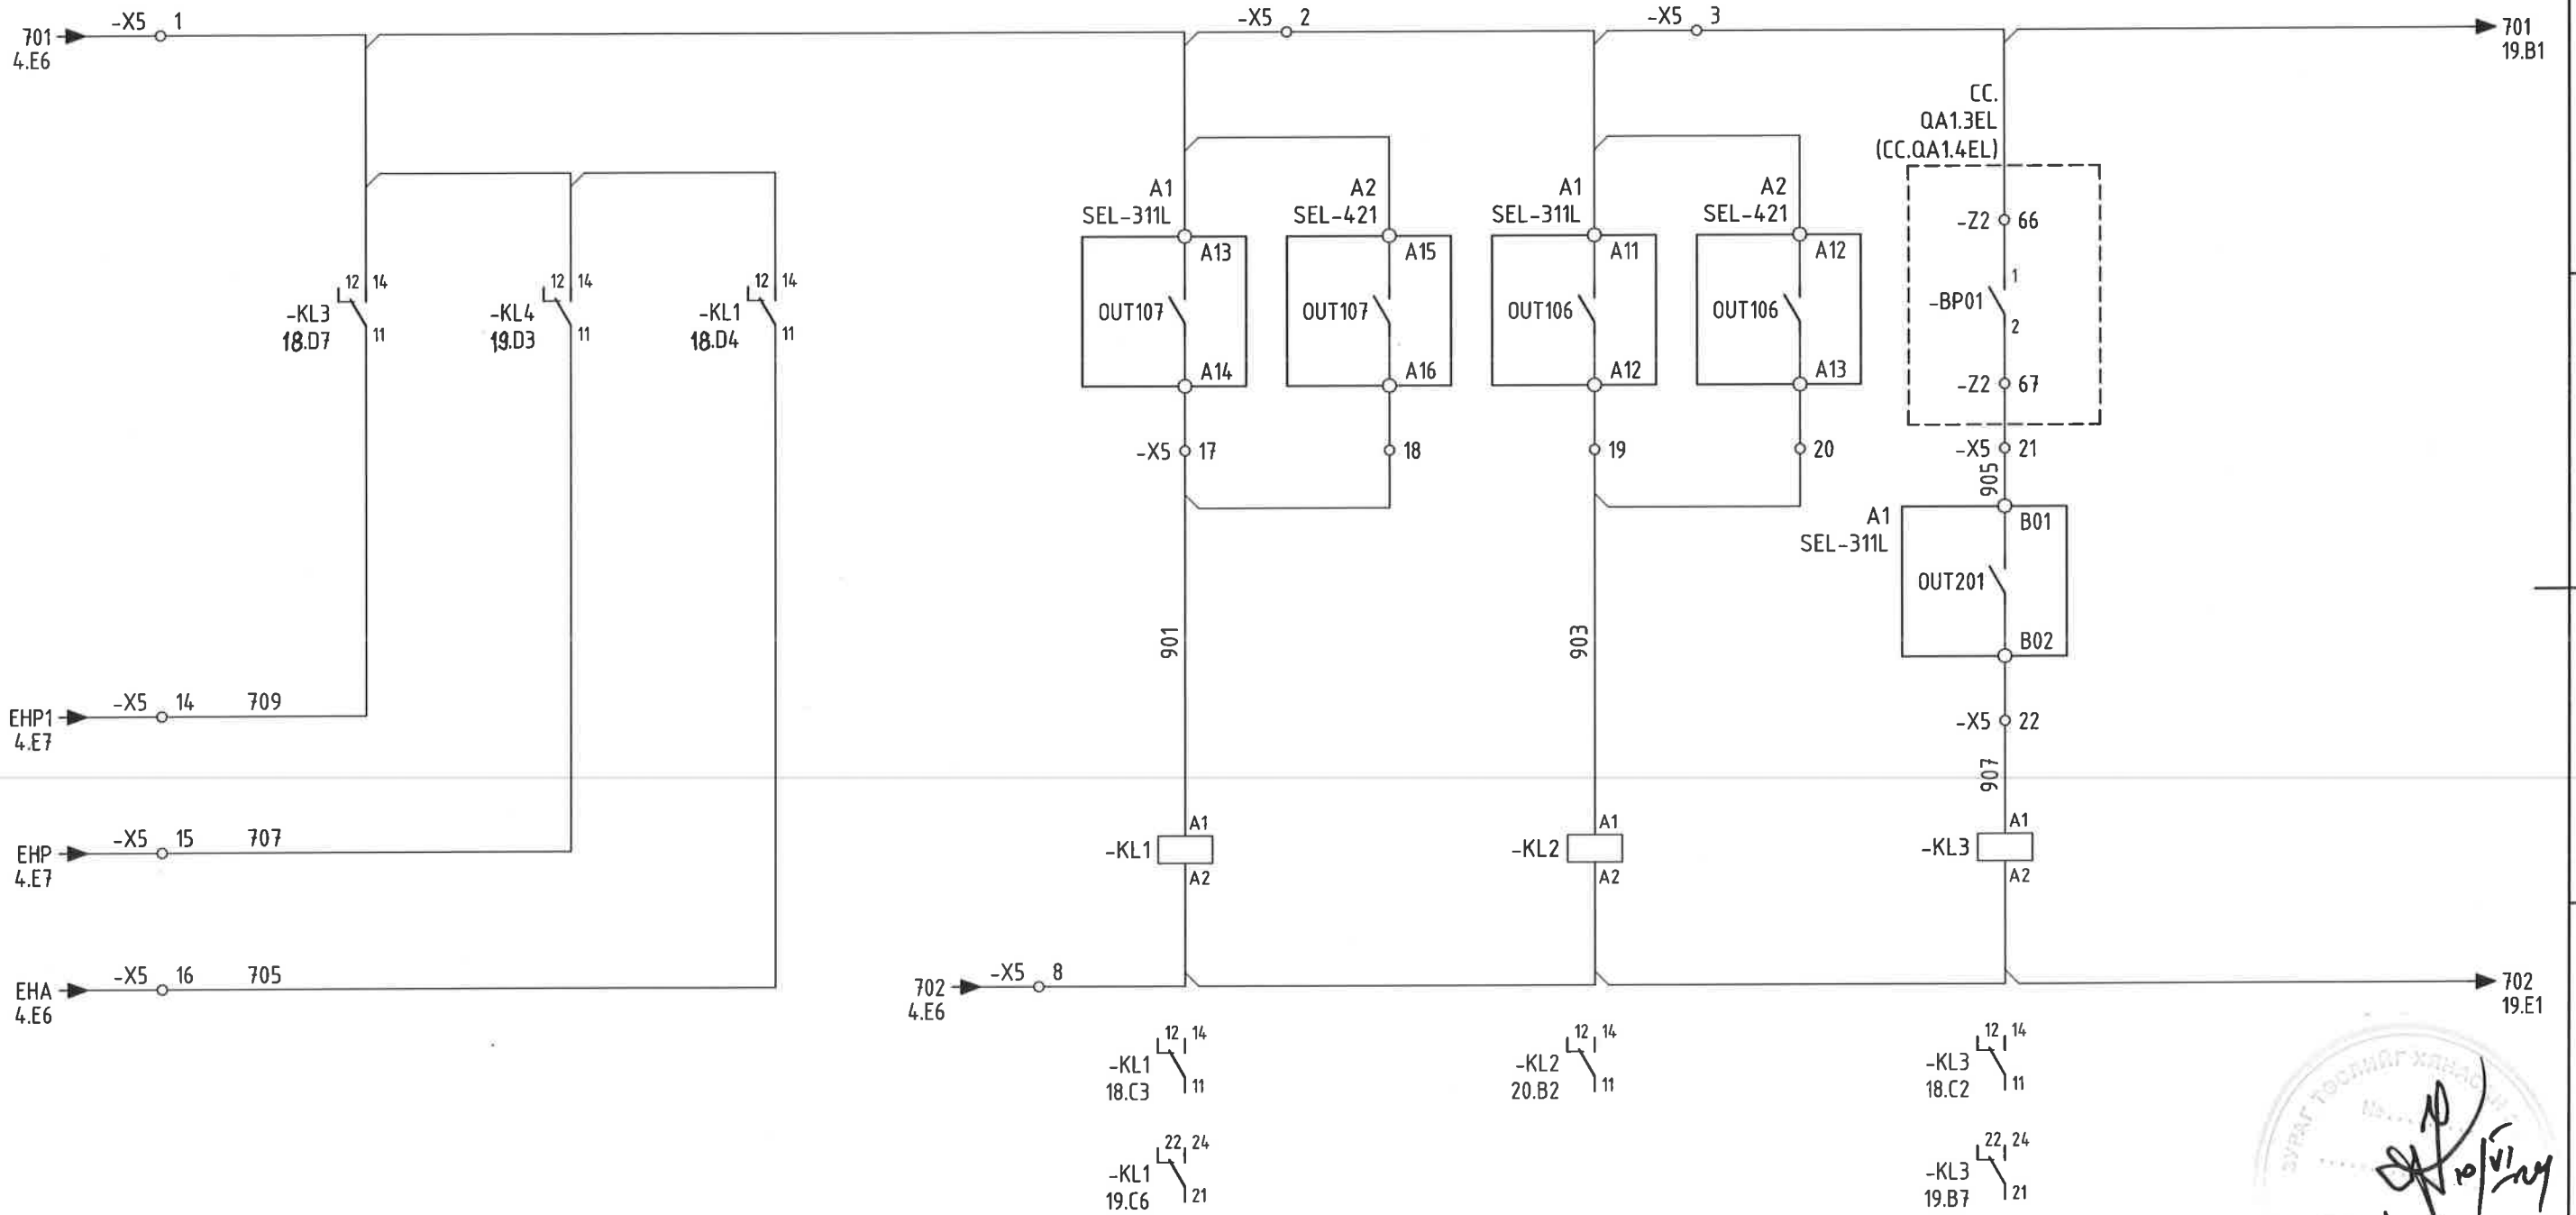 701
4.E6
-X5 1
-X5 2
-X5 3
701
19.B1
CC.
QA1.3EL
(CC.QA1.4EL)
12 14
-KL3
18.D7
11
12 14
-KL4
19.D3
11
12 14
-KL1
18.D4
11
A1
SEL-311L
A13
OUT107
A14
A2
SEL-421
A15
OUT107
A16
A1
SEL-311L
A11
OUT106
A12
A2
SEL-421
A12
OUT106
A13
-Z2 66
1
-BP01
2
-Z2 67
-X5 17
18
19
20
-X5 21
905
A1
SEL-311L
B01
OUT201
B02
901
903
EHP1
4.E7
-X5 14 709
-X5 22
907
EHP
4.E7
-X5 15 707
A1
-KL1
A2
A1
-KL2
A2
A1
-KL3
A2
EHA
4.E6
-X5 16 705
702
4.E6
-X5 8
702
19.E1
12 14
-KL1
18.C3
11
12 14
-KL2
20.B2
11
12 14
-KL3
18.C2
11
22 24
-KL1
19.C6
21
22 24
-KL3
19.B7
21